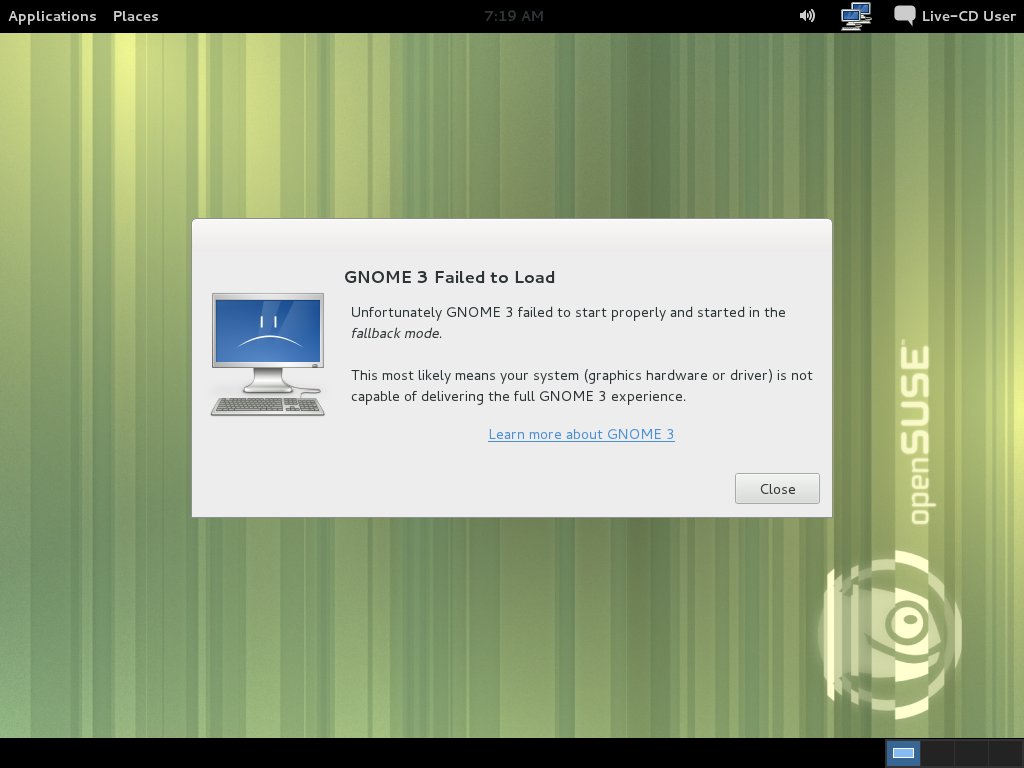 Applications Places 7:19 AM Live-CD User
GNOME 3 Failed to Load
Unfortunately GNOME 3 failed to start properly and started in the
fallback mode.
This most likely means your system (graphics hardware or driver) is not
capable of delivering the full GNOME 3 experience.
Learn more about GNOME 3
Close
openSUSE™